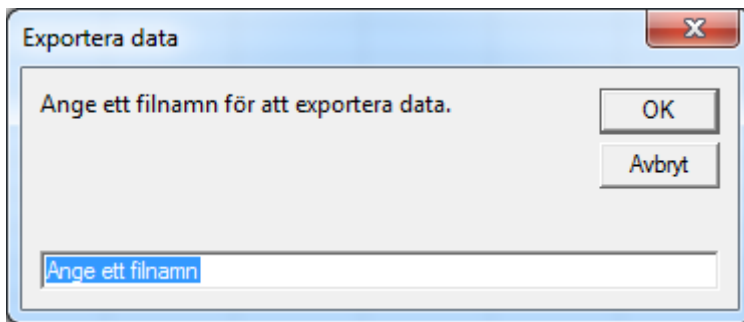 Exportera data
Ange ett filnamn för att exportera data.
OK
Avbryt
Ange ett filnamn